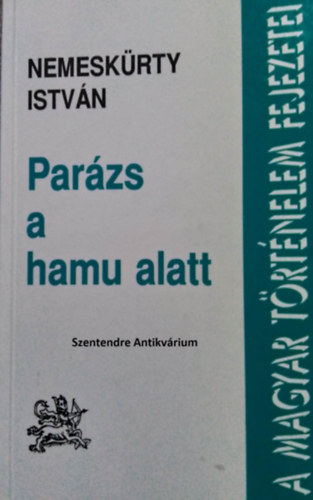 NEMESKÜRTY
ISTVÁN
Parázs
a
hamu alatt
Szentendre Antikvárium
A MAGYAR TÖRTÉNELEM FEJEZETEI